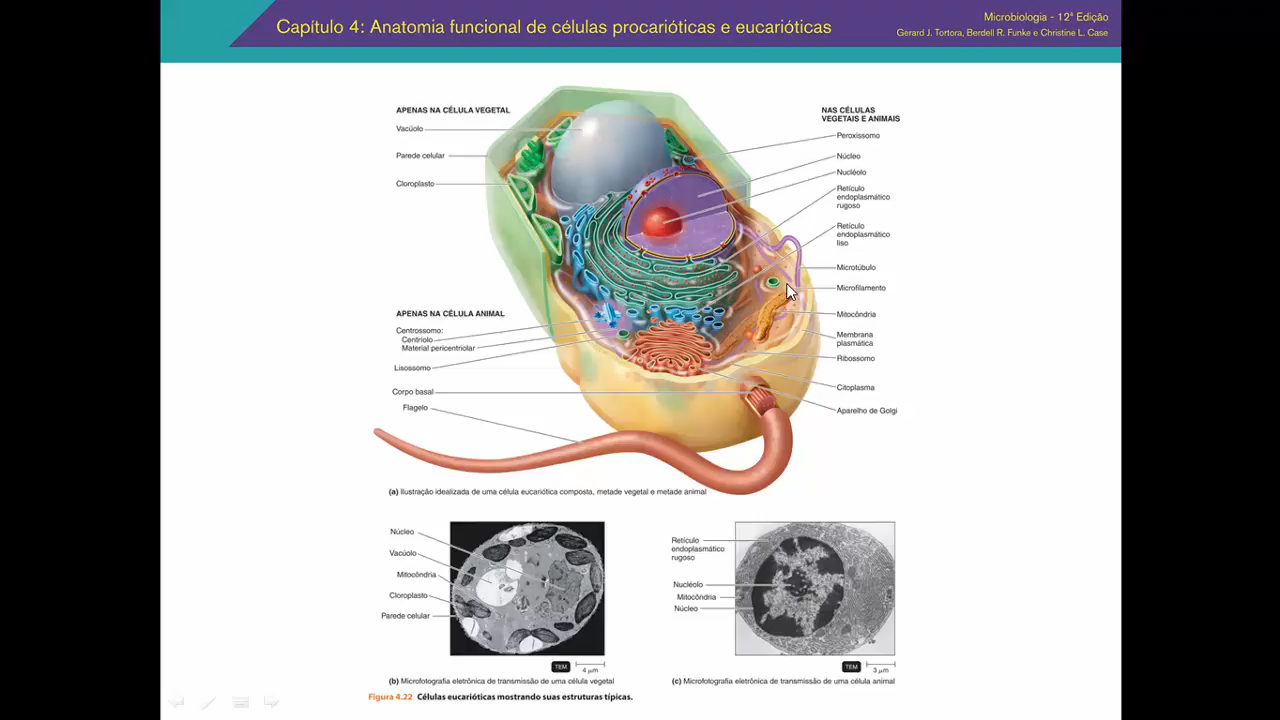 Capítulo 4: Anatomia funcional de células procarióticas e eucarióticas
Microbiologia - 12ª Edição
Gerard J. Tortora, Berdell R. Funke e Christine L. Case
APENAS NA CÉLULA VEGETAL
Vacúolo
Parede celular
Cloroplasto
NAS CÉLULAS
VEGETAIS E ANIMAIS
Peroxissomo
Núcleo
Nucléolo
Retículo
endoplasmático
rugoso
Retículo
endoplasmático
liso
Microtúbulo
Microfilamento
Mitocôndria
Membrana
plasmática
Ribossomo
Citoplasma
Aparelho de Golgi
APENAS NA CÉLULA ANIMAL
Centrossomo:
Centríolo
Material pericentriolar
Lisossomo
Corpo basal
Flagelo
(a) Ilustração idealizada de uma célula eucariótica composta, metade vegetal e metade animal
Núcleo
Vacúolo
Mitocôndria
Cloroplasto
Parede celular
TEM
4 µm
(b) Microfotografia eletrônica de transmissão de uma célula vegetal
Retículo
endoplasmático
rugoso
Nucléolo
Mitocôndria
Núcleo
TEM
3 µm
(c) Microfotografia eletrônica de transmissão de uma célula animal
Figura 4.22 Células eucarióticas mostrando suas estruturas típicas.